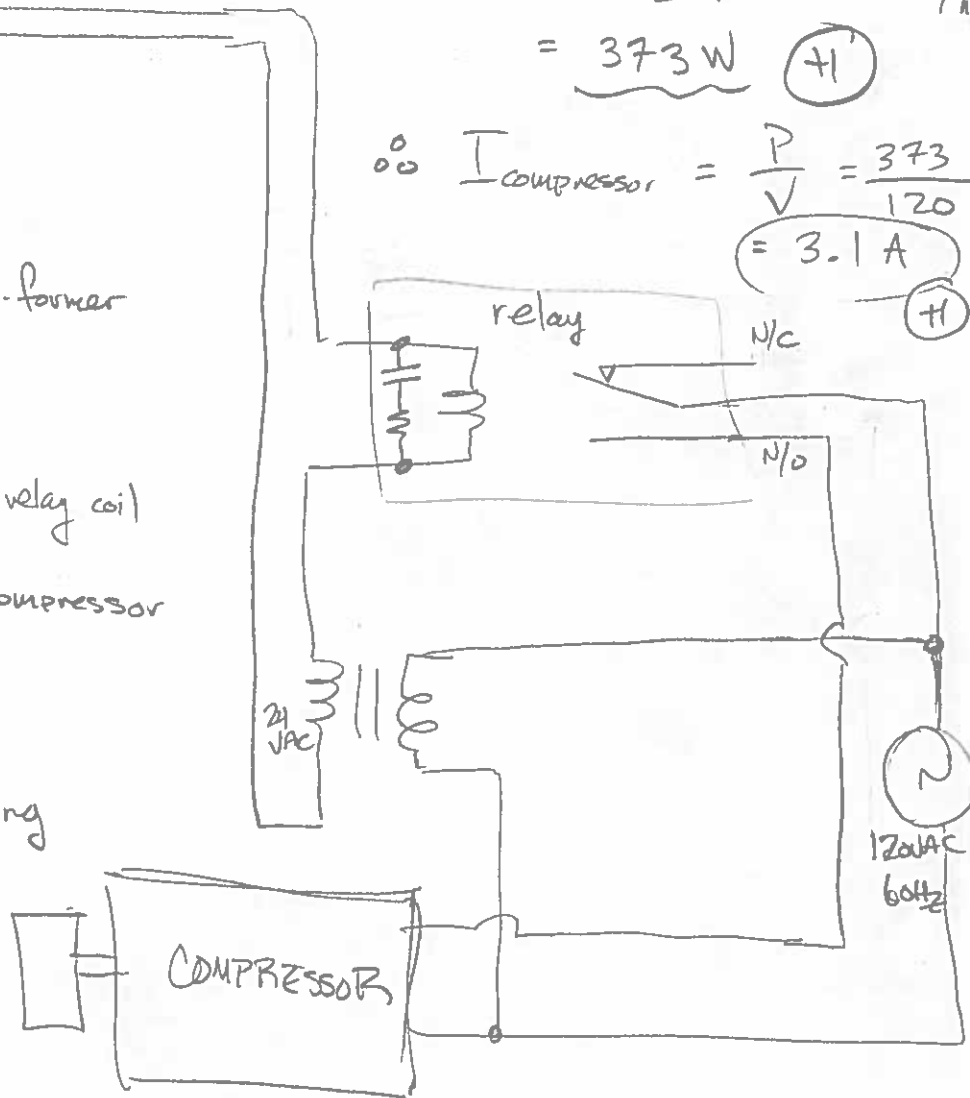 = 373 W +1
∴ I compressor = P/V = 373/120
= 3.1 A
+1
-former
relay
N/C
N/O
relay coil
compressor
24
VAC
ng
120VAC
60Hz
COMPRESSOR